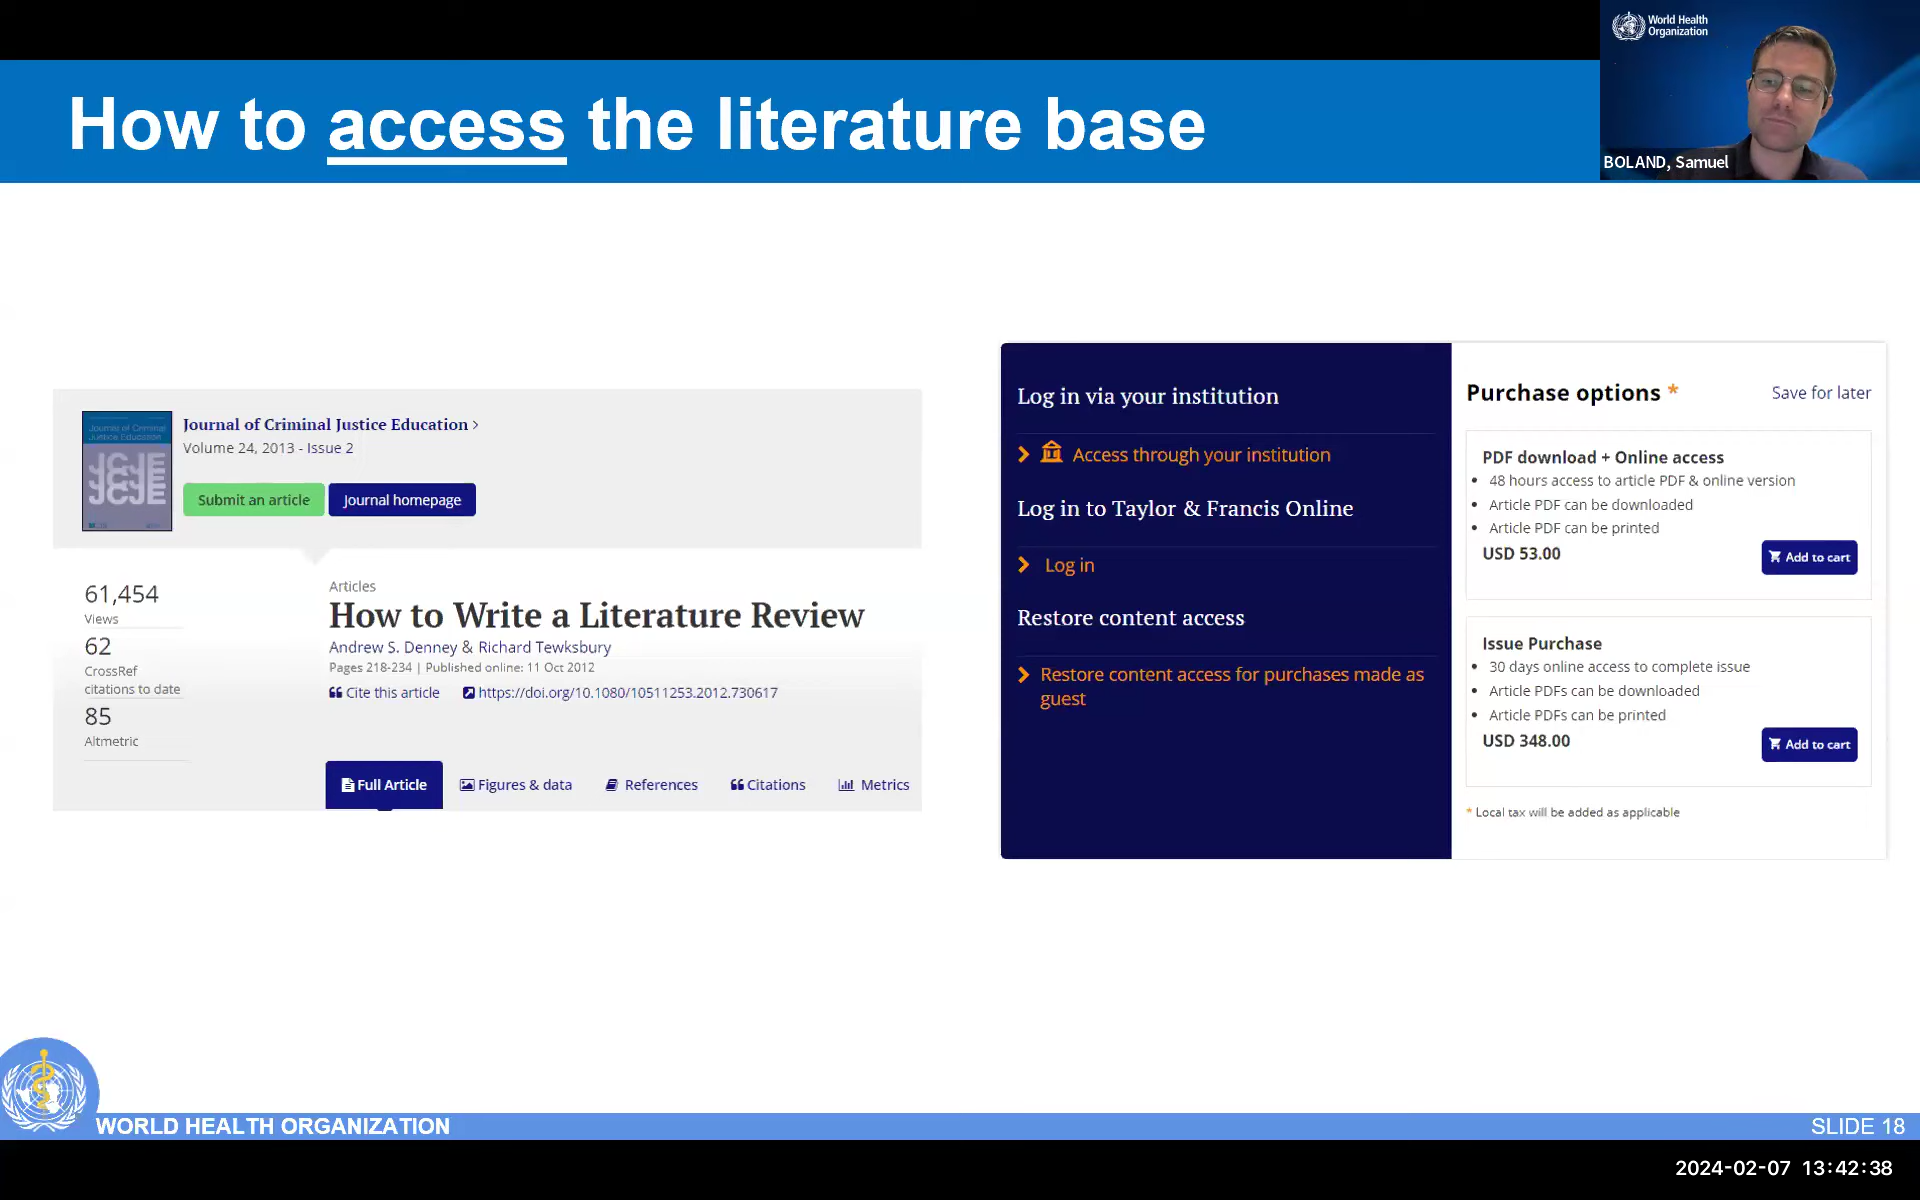 World Health
Organization
BOLAND, Samuel
How to access the literature base
Journal of Criminal
Justice Education
JCJE
JCJE
Journal of Criminal Justice Education >
Volume 24, 2013 - Issue 2
Submit an article
Journal homepage
61,454
Views
62
CrossRef
citations to date
85
Altmetric
Articles
How to Write a Literature Review
Andrew S. Denney & Richard Tewksbury
Pages 218-234 | Published online: 11 Oct 2012
Cite this article
https://doi.org/10.1080/10511253.2012.730617
Full Article
Figures & data
References
Citations
Metrics
Log in via your institution
Access through your institution
Log in to Taylor & Francis Online
Log in
Restore content access
Restore content access for purchases made as
guest
Purchase options *
Save for later
PDF download + Online access
• 48 hours access to article PDF & online version
• Article PDF can be downloaded
• Article PDF can be printed
USD 53.00
Add to cart
Issue Purchase
• 30 days online access to complete issue
• Article PDFs can be downloaded
• Article PDFs can be printed
USD 348.00
Add to cart
* Local tax will be added as applicable
WORLD HEALTH ORGANIZATION
SLIDE 18
2024-02-07 13:42:38